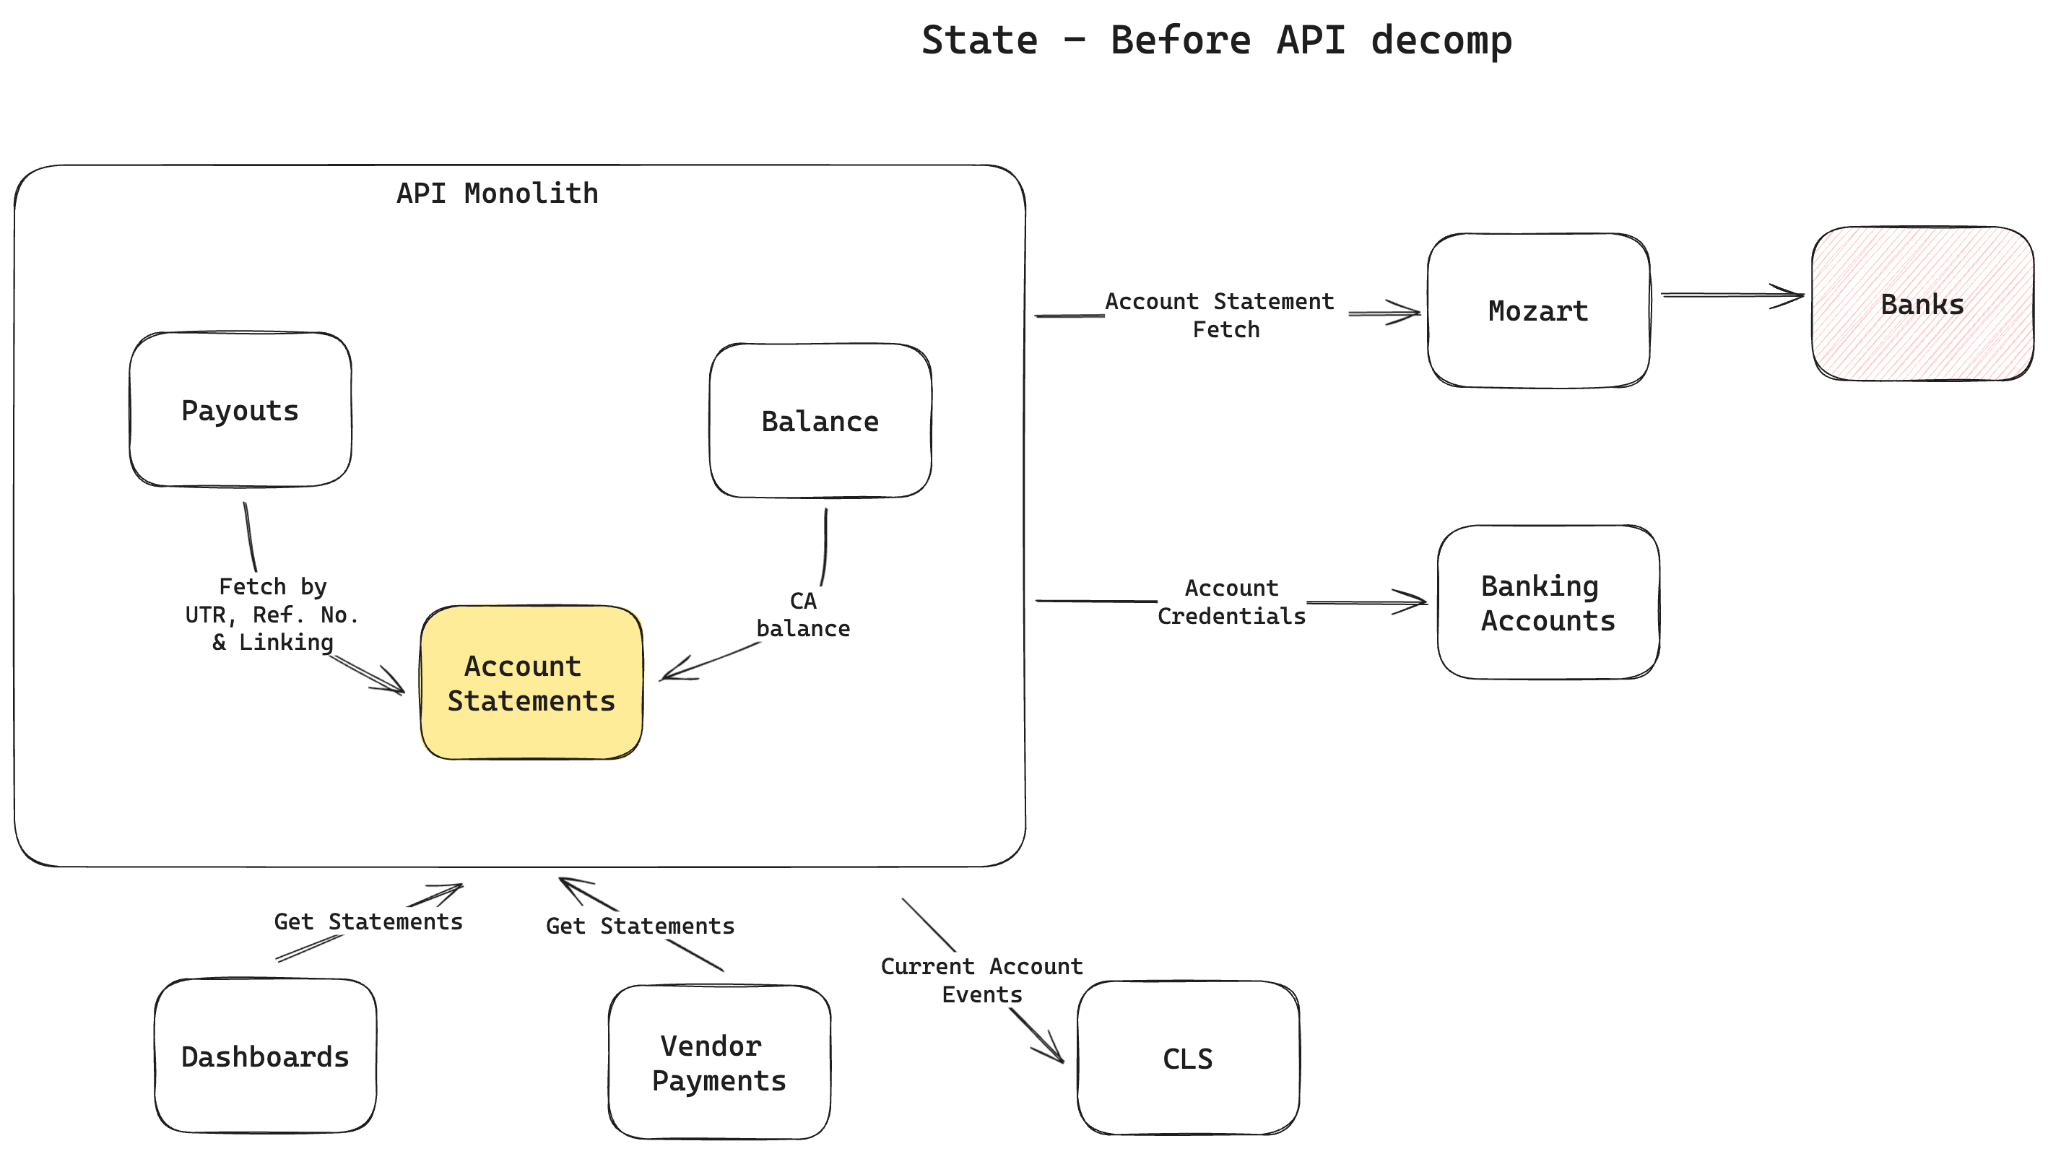 State - Before API decomp
API Monolith
Payouts
Balance
Fetch by
UTR, Ref. No.
& Linking
CA
balance
Account
Statements
Account Statement
Fetch
Mozart
Banks
Account
Credentials
Banking
Accounts
Get Statements
Get Statements
Current Account
Events
Dashboards
Vendor
Payments
CLS